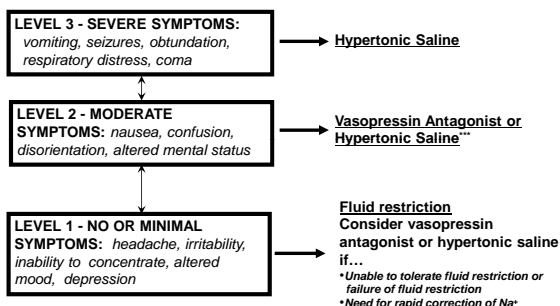 LEVEL 3 - SEVERE SYMPTOMS:
vomiting, seizures, obtundation,
respiratory distress, coma
Hypertonic Saline
LEVEL 2 - MODERATE
SYMPTOMS: nausea, confusion,
disorientation, altered mental status
Vasopressin Antagonist or
Hypertonic Saline***
LEVEL 1 - NO OR MINIMAL
SYMPTOMS: headache, irritability,
inability to concentrate, altered
mood, depression
Fluid restriction
Consider vasopressin
antagonist or hypertonic saline
if…
•Unable to tolerate fluid restriction or
failure of fluid restriction
•Need for rapid correction of Na+